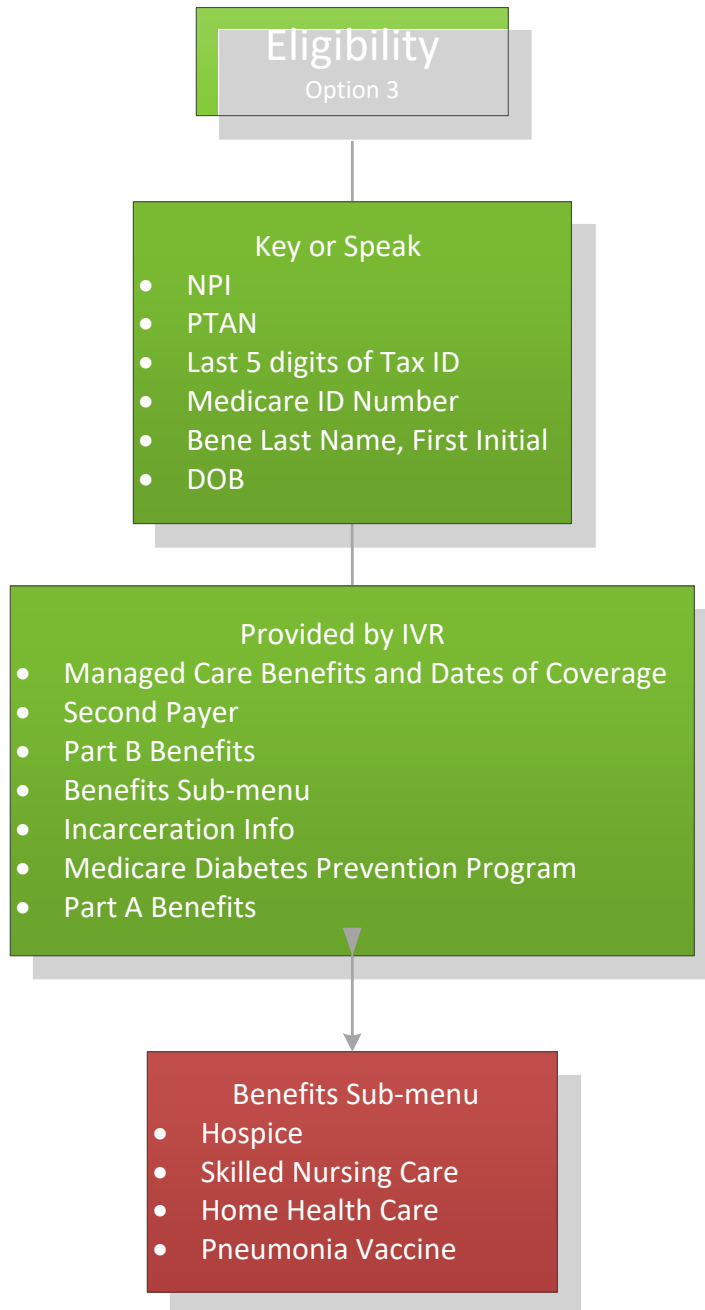 Eligibility
Option 3
Key or Speak
• NPI
• PTAN
• Last 5 digits of Tax ID
• Medicare ID Number
• Bene Last Name, First Initial
• DOB
Provided by IVR
• Managed Care Benefits and Dates of Coverage
• Second Payer
• Part B Benefits
• Benefits Sub-menu
• Incarceration Info
• Medicare Diabetes Prevention Program
• Part A Benefits
Benefits Sub-menu
• Hospice
• Skilled Nursing Care
• Home Health Care
• Pneumonia Vaccine